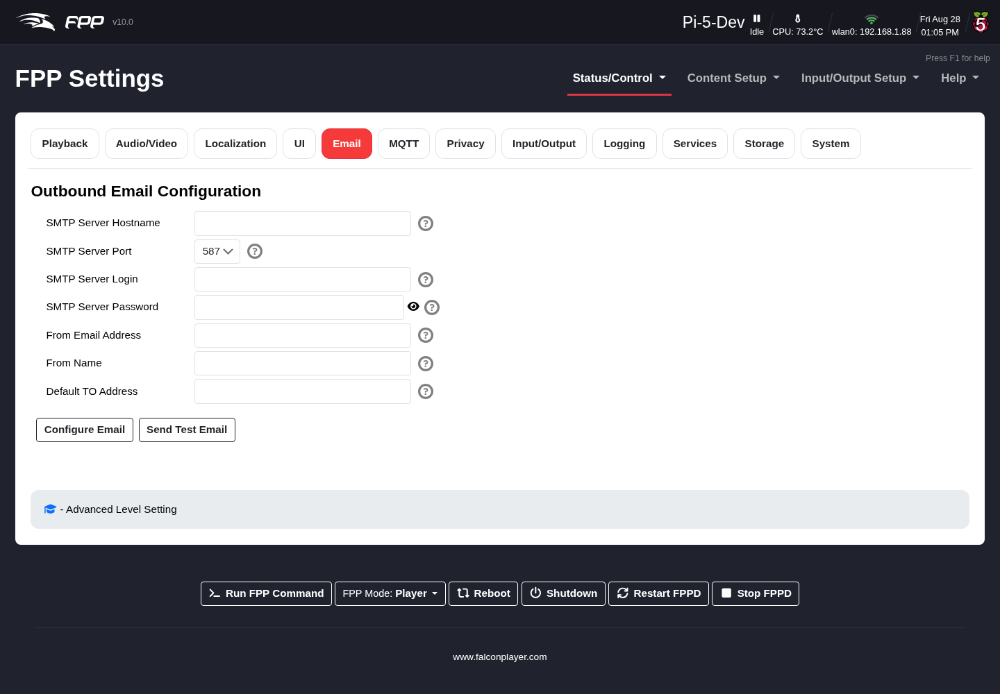 FPP v10.0
Pi-5-Dev
Idle
CPU: 73.2°C
wlan0: 192.168.1.88
Fri Aug 28
01:05 PM
5
Press F1 for help
FPP Settings
Status/Control Content Setup Input/Output Setup Help
Playback Audio/Video Localization UI Email MQTT Privacy Input/Output Logging Services Storage System
Outbound Email Configuration
SMTP Server Hostname ?
SMTP Server Port 587 ?
SMTP Server Login ?
SMTP Server Password ?
From Email Address ?
From Name ?
Default TO Address ?
Configure Email Send Test Email
- Advanced Level Setting
Run FPP Command FPP Mode: Player Reboot Shutdown Restart FPPD Stop FPPD
www.falconplayer.com